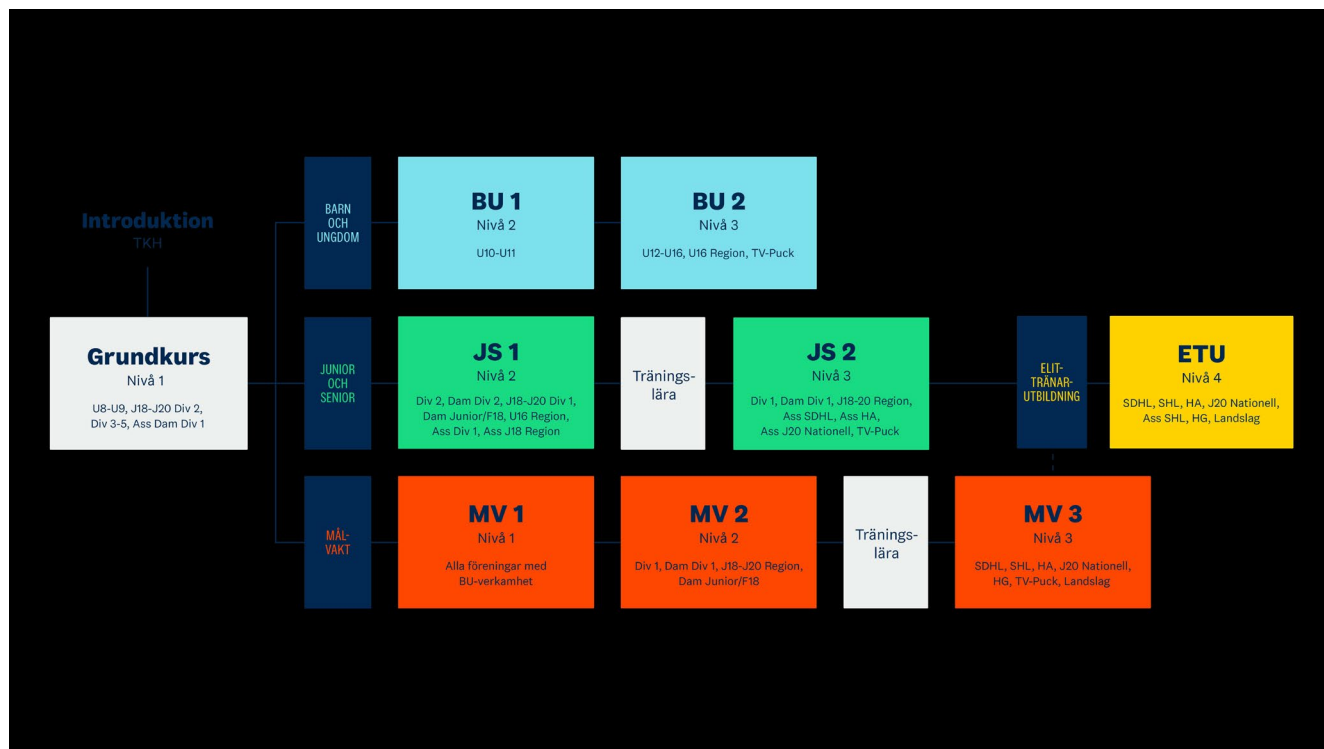 Introduktion
TKH
Grundkurs
Nivå 1
U8-U9, J18-J20 Div 2,
Div 3-5, Ass Dam Div 1
BARN
OCH
UNGDOM
BU 1
Nivå 2
U10-U11
BU 2
Nivå 3
U12-U16, U16 Region, TV-Puck
JUNIOR
OCH
SENIOR
JS 1
Nivå 2
Div 2, Dam Div 2, J18-J20 Div 1,
Dam Junior/F18, U16 Region,
Ass Div 1, Ass J18 Region
Tränings-
lära
JS 2
Nivå 3
Div 1, Dam Div 1, J18-20 Region,
Ass SDHL, Ass HA,
Ass J20 Nationell, TV-Puck
ELIT-
TRÄNAR-
UTBILDNING
ETU
Nivå 4
SDHL, SHL, HA, J20 Nationell,
Ass SHL, HG, Landslag
MÅL-
VAKT
MV 1
Nivå 1
Alla föreningar med
BU-verkamhet
MV 2
Nivå 2
Div 1, Dam Div 1, J18-J20 Region,
Dam Junior/F18
Tränings-
lära
MV 3
Nivå 3
SDHL, SHL, HA, J20 Nationell,
HG, TV-Puck, Landslag